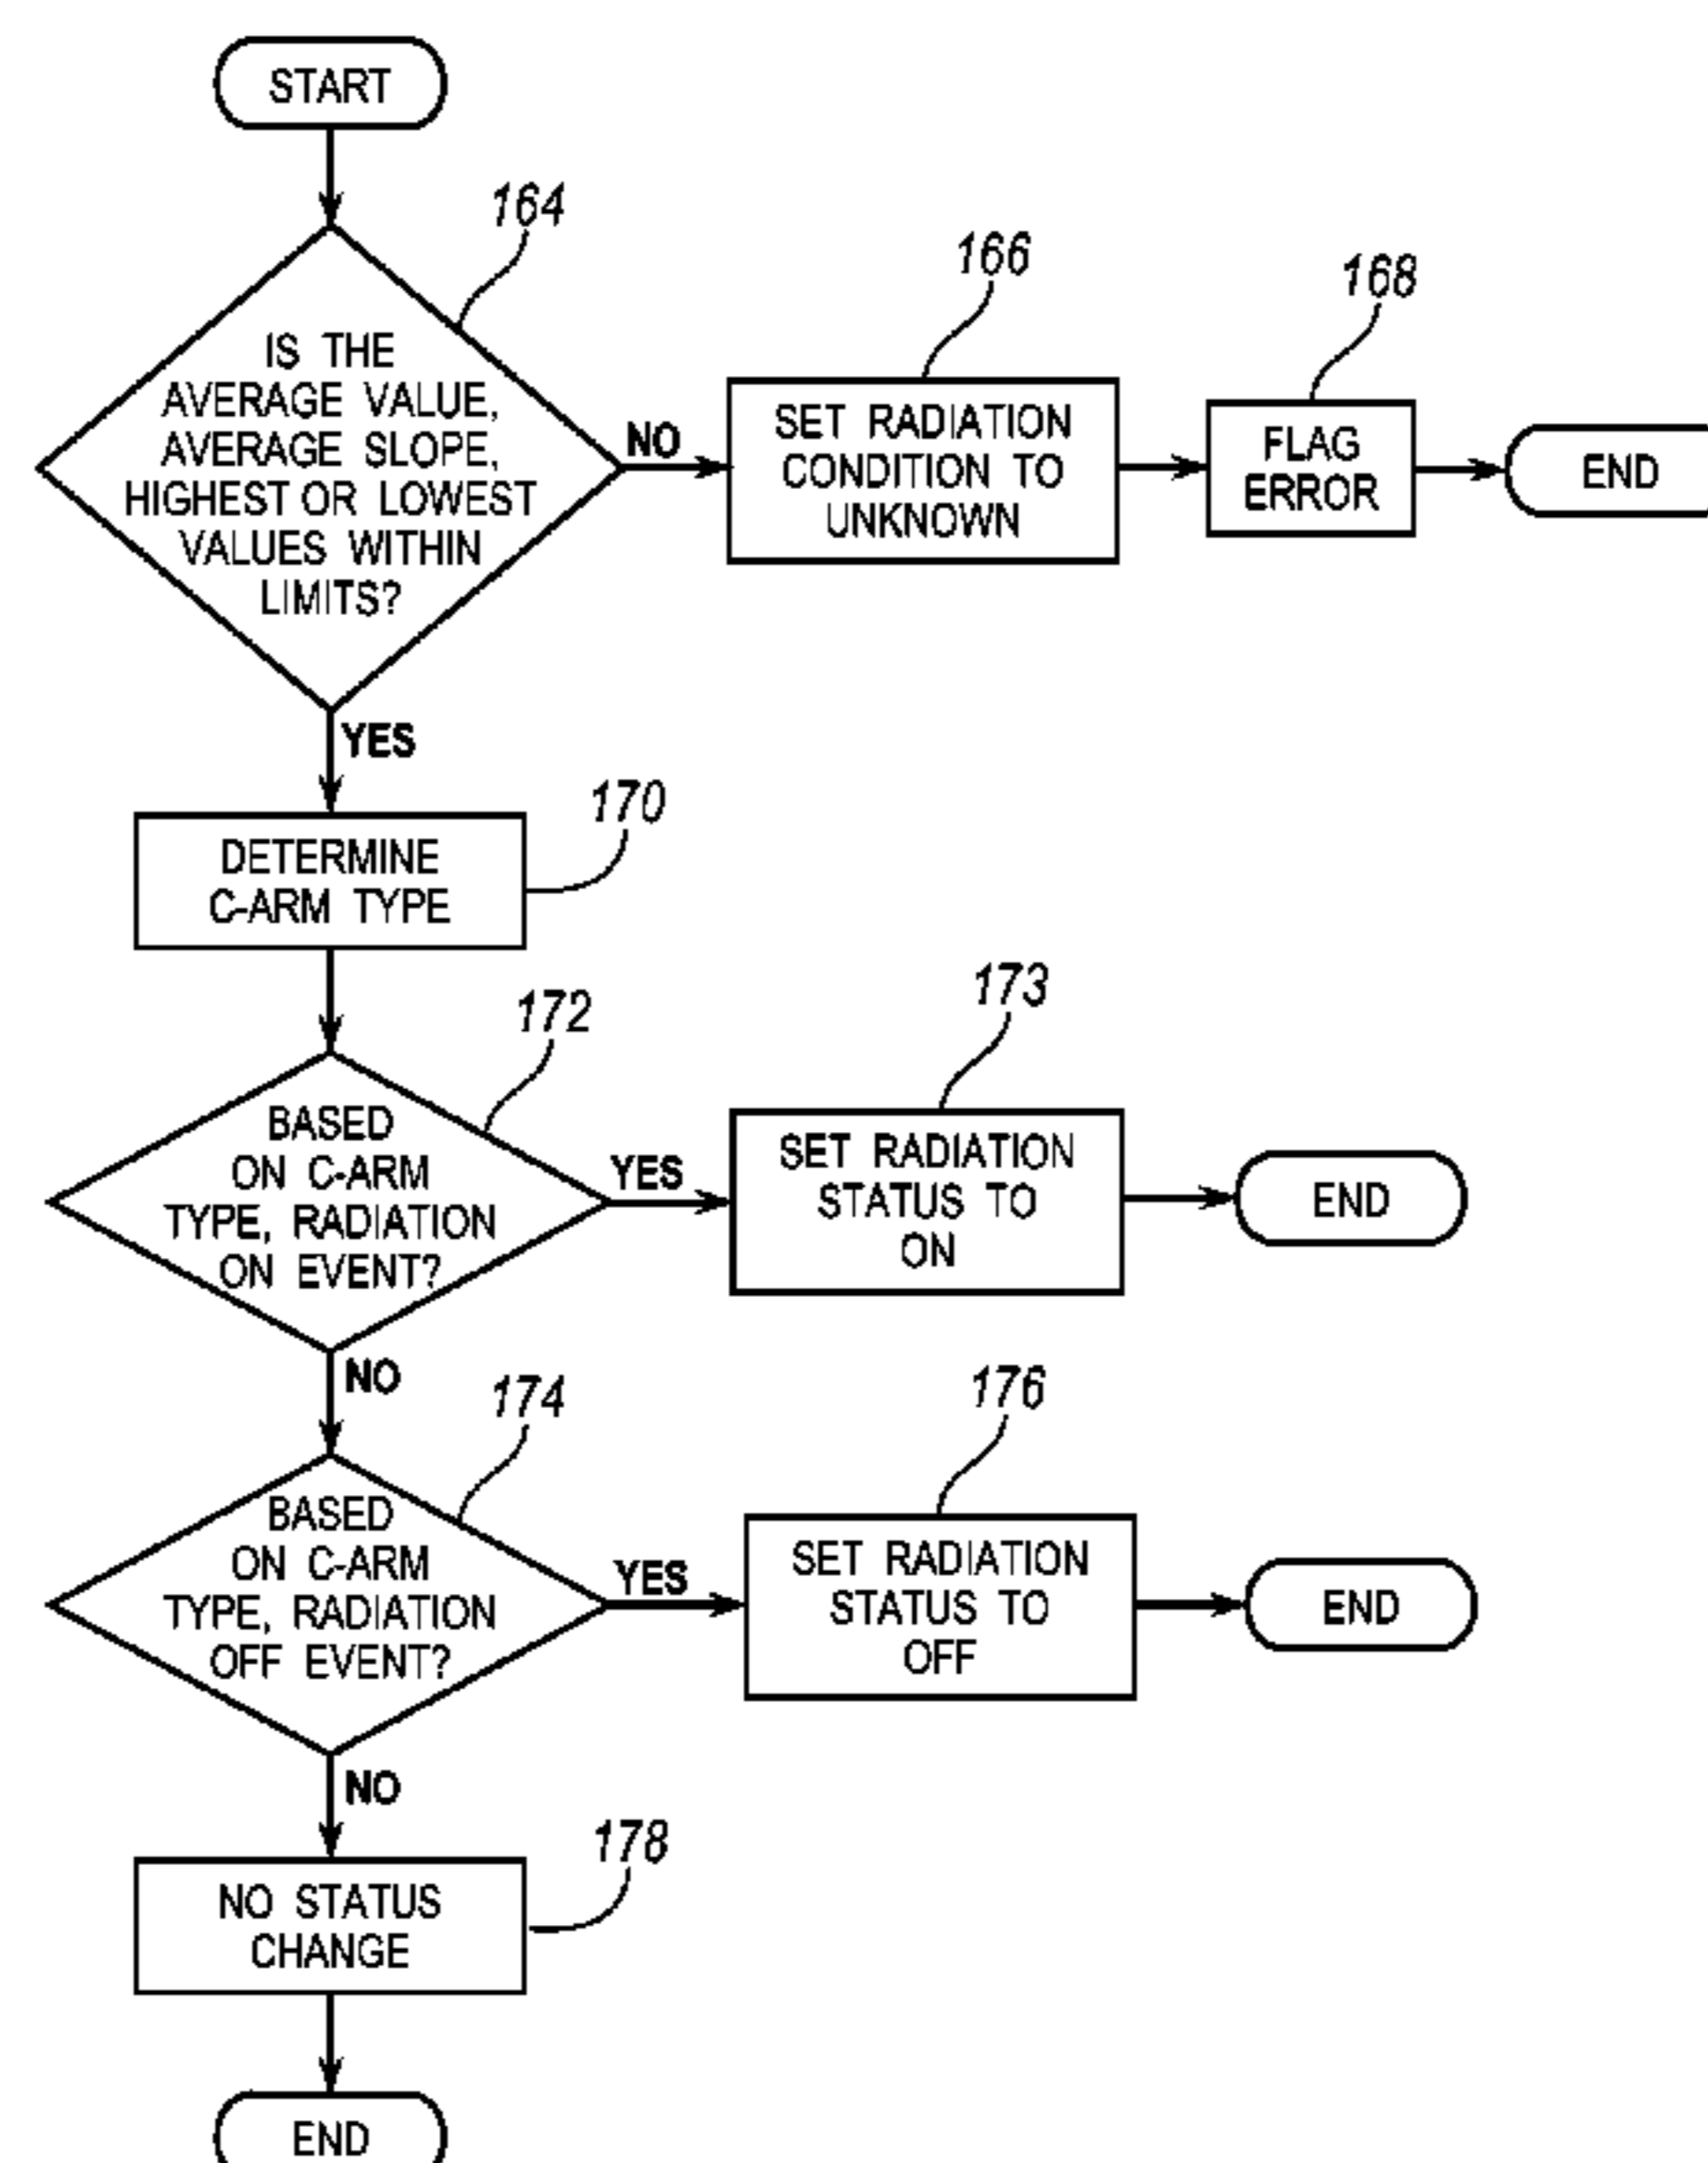 START
164
IS THE
AVERAGE VALUE,
AVERAGE SLOPE,
HIGHEST OR LOWEST
VALUES WITHIN
LIMITS?
NO
166
SET RADIATION
CONDITION TO
UNKNOWN
168
FLAG
ERROR
END
YES
170
DETERMINE
C-ARM TYPE
172
BASED
ON C-ARM
TYPE, RADIATION
ON EVENT?
YES
173
SET RADIATION
STATUS TO
ON
END
NO
174
BASED
ON C-ARM
TYPE, RADIATION
OFF EVENT?
YES
176
SET RADIATION
STATUS TO
OFF
END
NO
178
NO STATUS
CHANGE
END